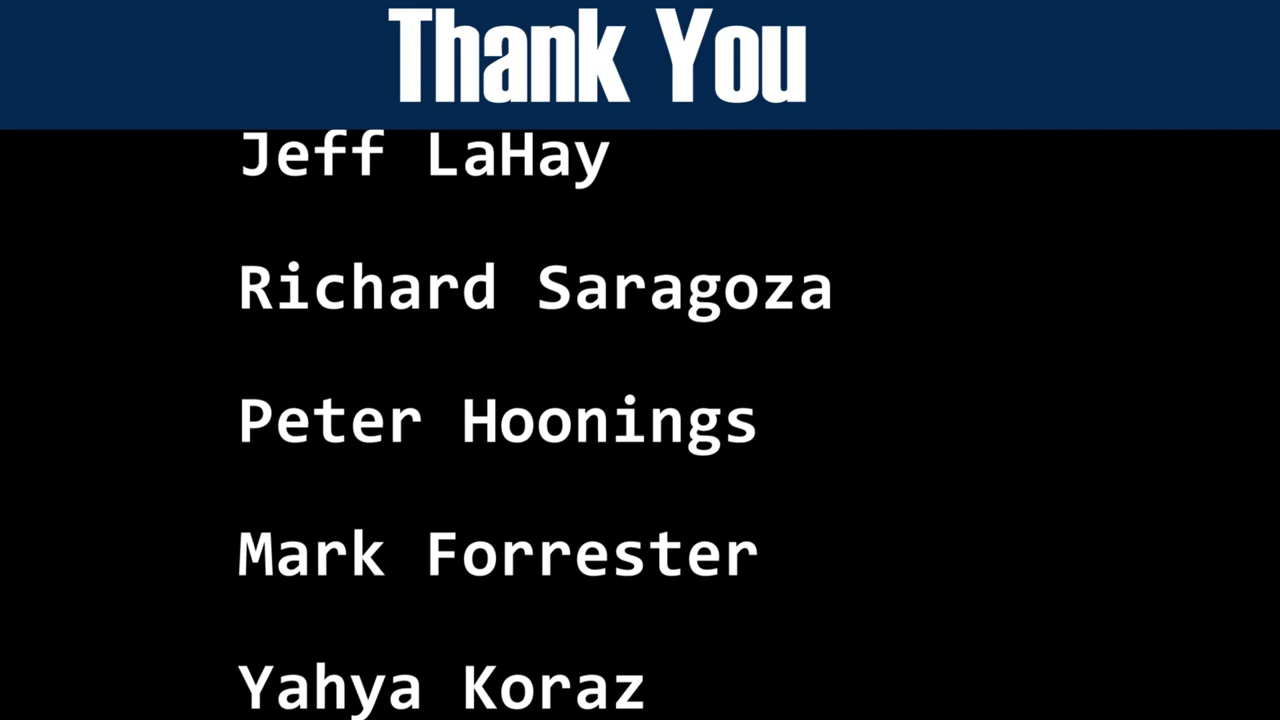 Thank You
Jeff LaHay
Richard Saragoza
Peter Hoonings
Mark Forrester
Yahya Koraz